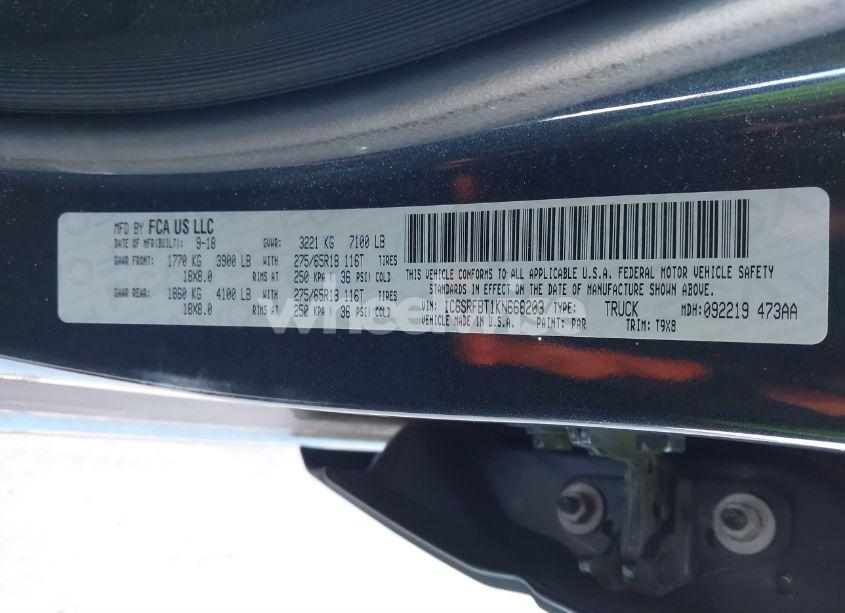 MFD BY FCA US LLC
DATE OF MFR(BUILT): 9-18 GVWR: 3221 KG 7100 LB
GAWR FRONT: 1770 KG 3900 LB WITH 275/65R18 116T TIRES
18X8.0 RIMS AT 250 KPA( 36 PSI) COLD
GAWR REAR: 1860 KG 4100 LB WITH 275/65R18 116T TIRES
18X8.0 RIMS AT 250 KPA( 36 PSI) COLD
THIS VEHICLE CONFORMS TO ALL APPLICABLE U.S.A. FEDERAL MOTOR VEHICLE SAFETY
STANDARDS IN EFFECT ON THE DATE OF MANUFACTURE SHOWN ABOVE.
VIN: 1C6SRFBT1KN668203 TYPE: TRUCK MDH: 092219 473AA
VEHICLE MADE IN U.S.A. PAINT: PAR TRIM: T9X8